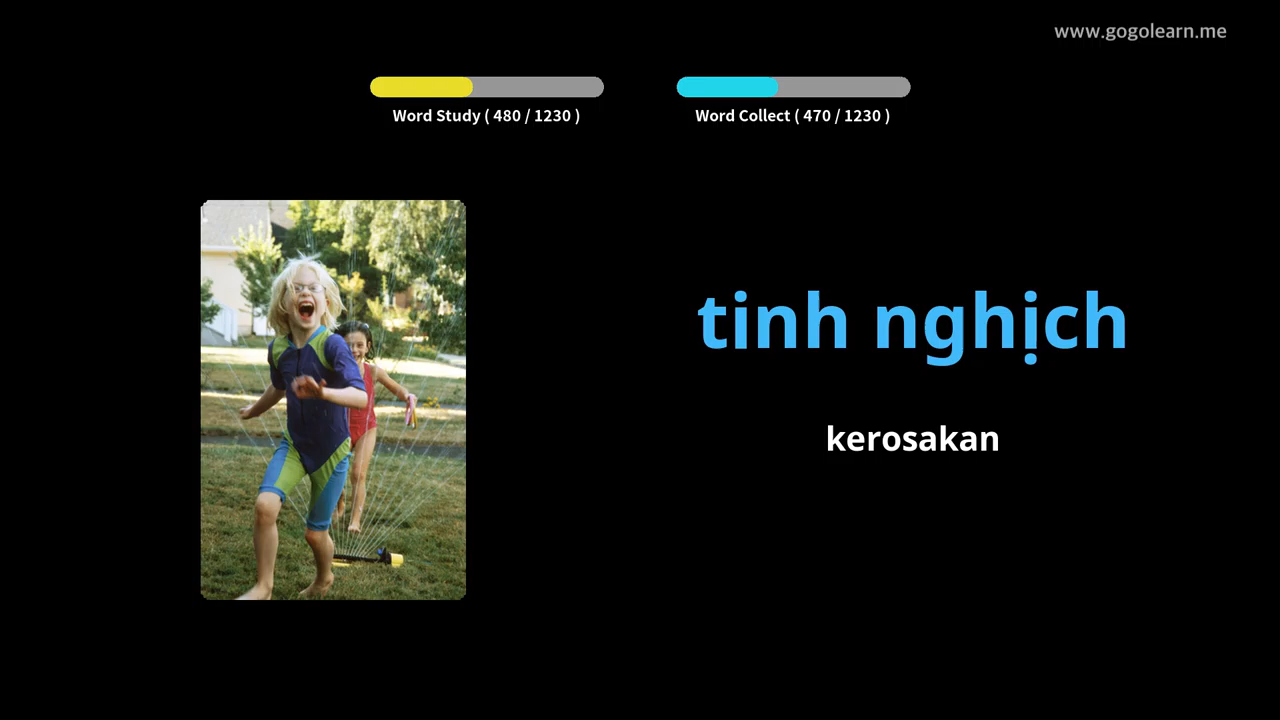 www.gogolearn.me
Word Study ( 480 / 1230 )
Word Collect ( 470 / 1230 )
tinh nghịch
kerosakan